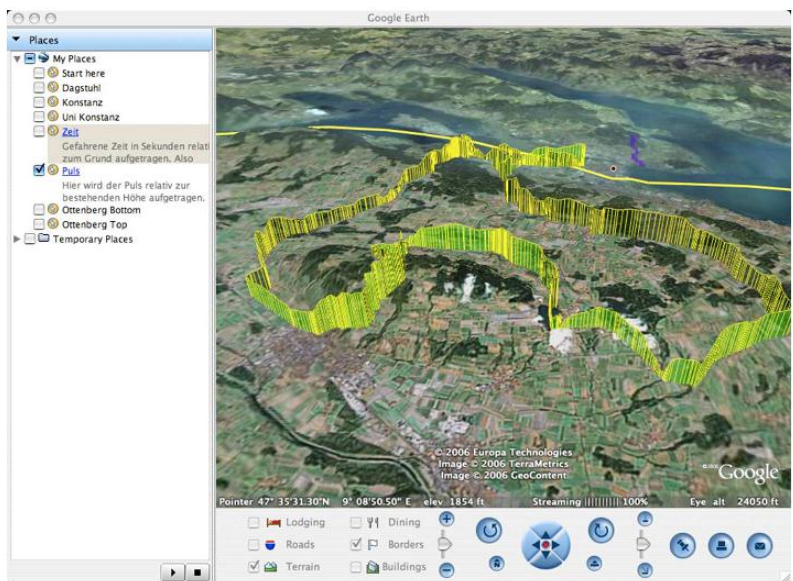 Google Earth
Places
My Places
Start here
Dagstuhl
Konstanz
Uni Konstanz
Zeit
Gefahrene Zeit in Sekunden relati
zum Grund aufgetragen. Also
Puls
Hier wird der Puls relativ zur
bestehenden Höhe aufgetragen.
Ottenberg Bottom
Ottenberg Top
Temporary Places
© 2006 Europa Technologies
Image © 2006 TerraMetrics
Image © 2006 GeoContent
Google
Pointer 47° 35'31.30"N 9° 08'50.50" E elev 1854 ft Streaming |||||||||| 100% Eye alt 24050 ft
Lodging Dining
Roads Borders
Terrain Buildings